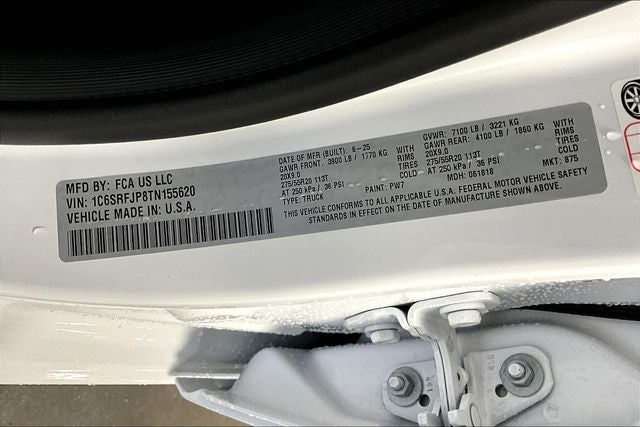 MFD BY: FCA US LLC
VIN: 1C6SRFJP8TN155620
VEHICLE MADE IN U.S.A.
DATE OF MFR (BUILT): 6-25
GAWR FRONT: 3900 LB / 1770 KG WITH
20X9.0 RIMS
275/55R20 113T TIRES
AT 250 kPa / 36 PSI COLD
TYPE: TRUCK PAINT: PW7
GVWR: 7100 LB / 3221 KG
GAWR REAR: 4100 LB / 1860 KG WITH
20X9.0 RIMS
275/55R20 113T TIRES
AT 250 kPa / 36 PSI COLD
MDH: 061818 MKT: 875
THIS VEHICLE CONFORMS TO ALL APPLICABLE U.S.A. FEDERAL MOTOR VEHICLE SAFETY
STANDARDS IN EFFECT ON THE DATE OF MANUFACTURE SHOWN ABOVE.